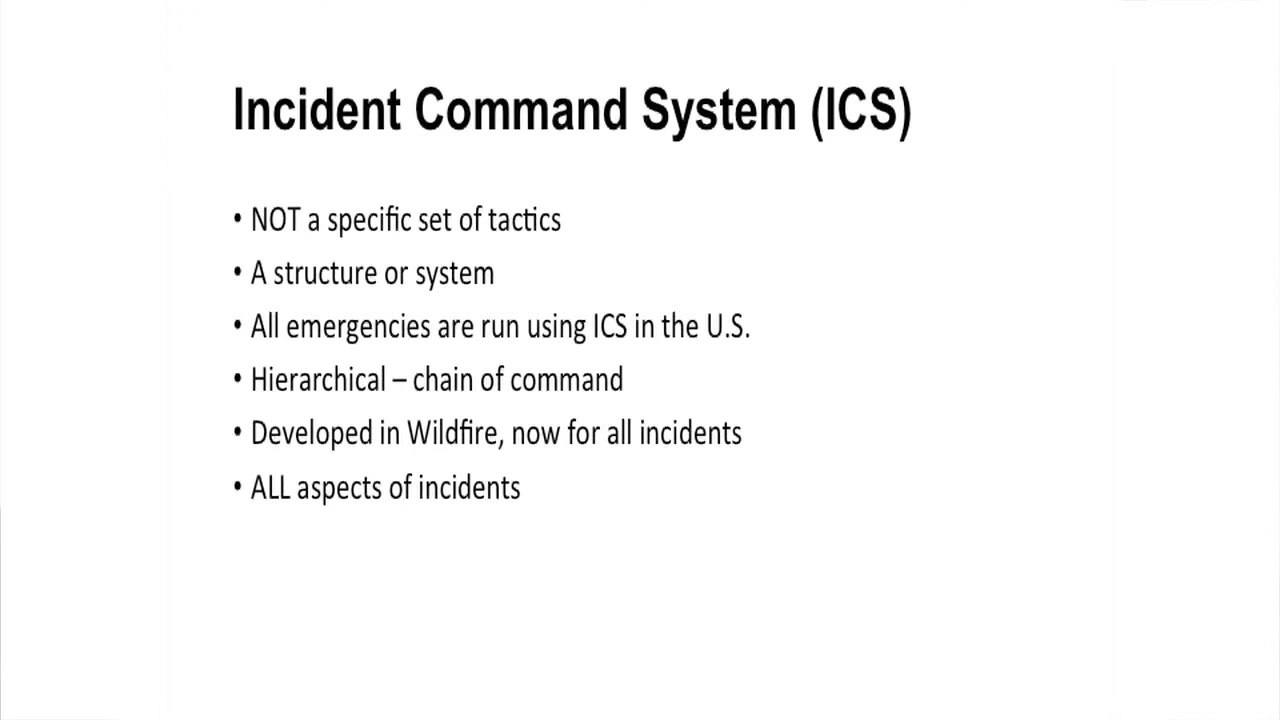 Incident Command System (ICS)
• NOT a specific set of tactics
• A structure or system
• All emergencies are run using ICS in the U.S.
• Hierarchical – chain of command
• Developed in Wildfire, now for all incidents
• ALL aspects of incidents